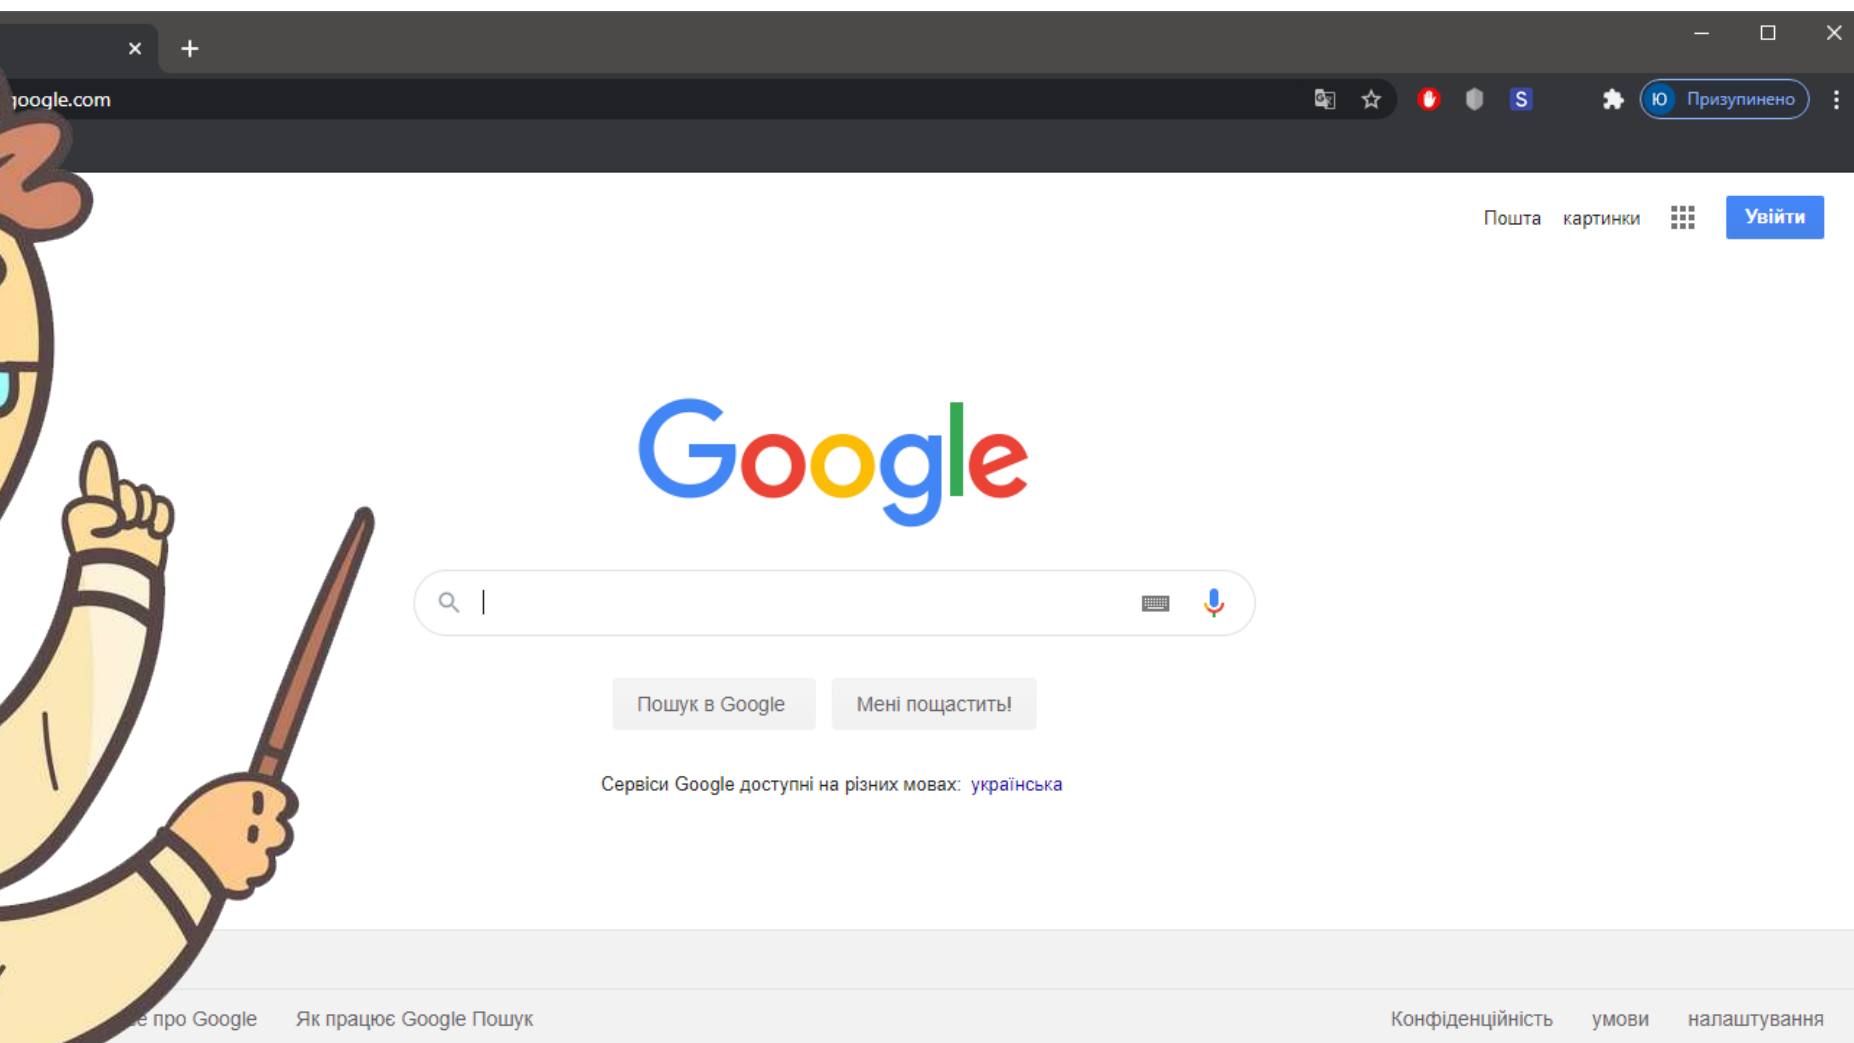 google.com
S
Ю Призупинено
Пошта картинки Увійти
Google
Пошук в Google Мені пощастить!
Сервіси Google доступні на різних мовах: українська
про Google Як працює Google Пошук Конфіденційність умови налаштування